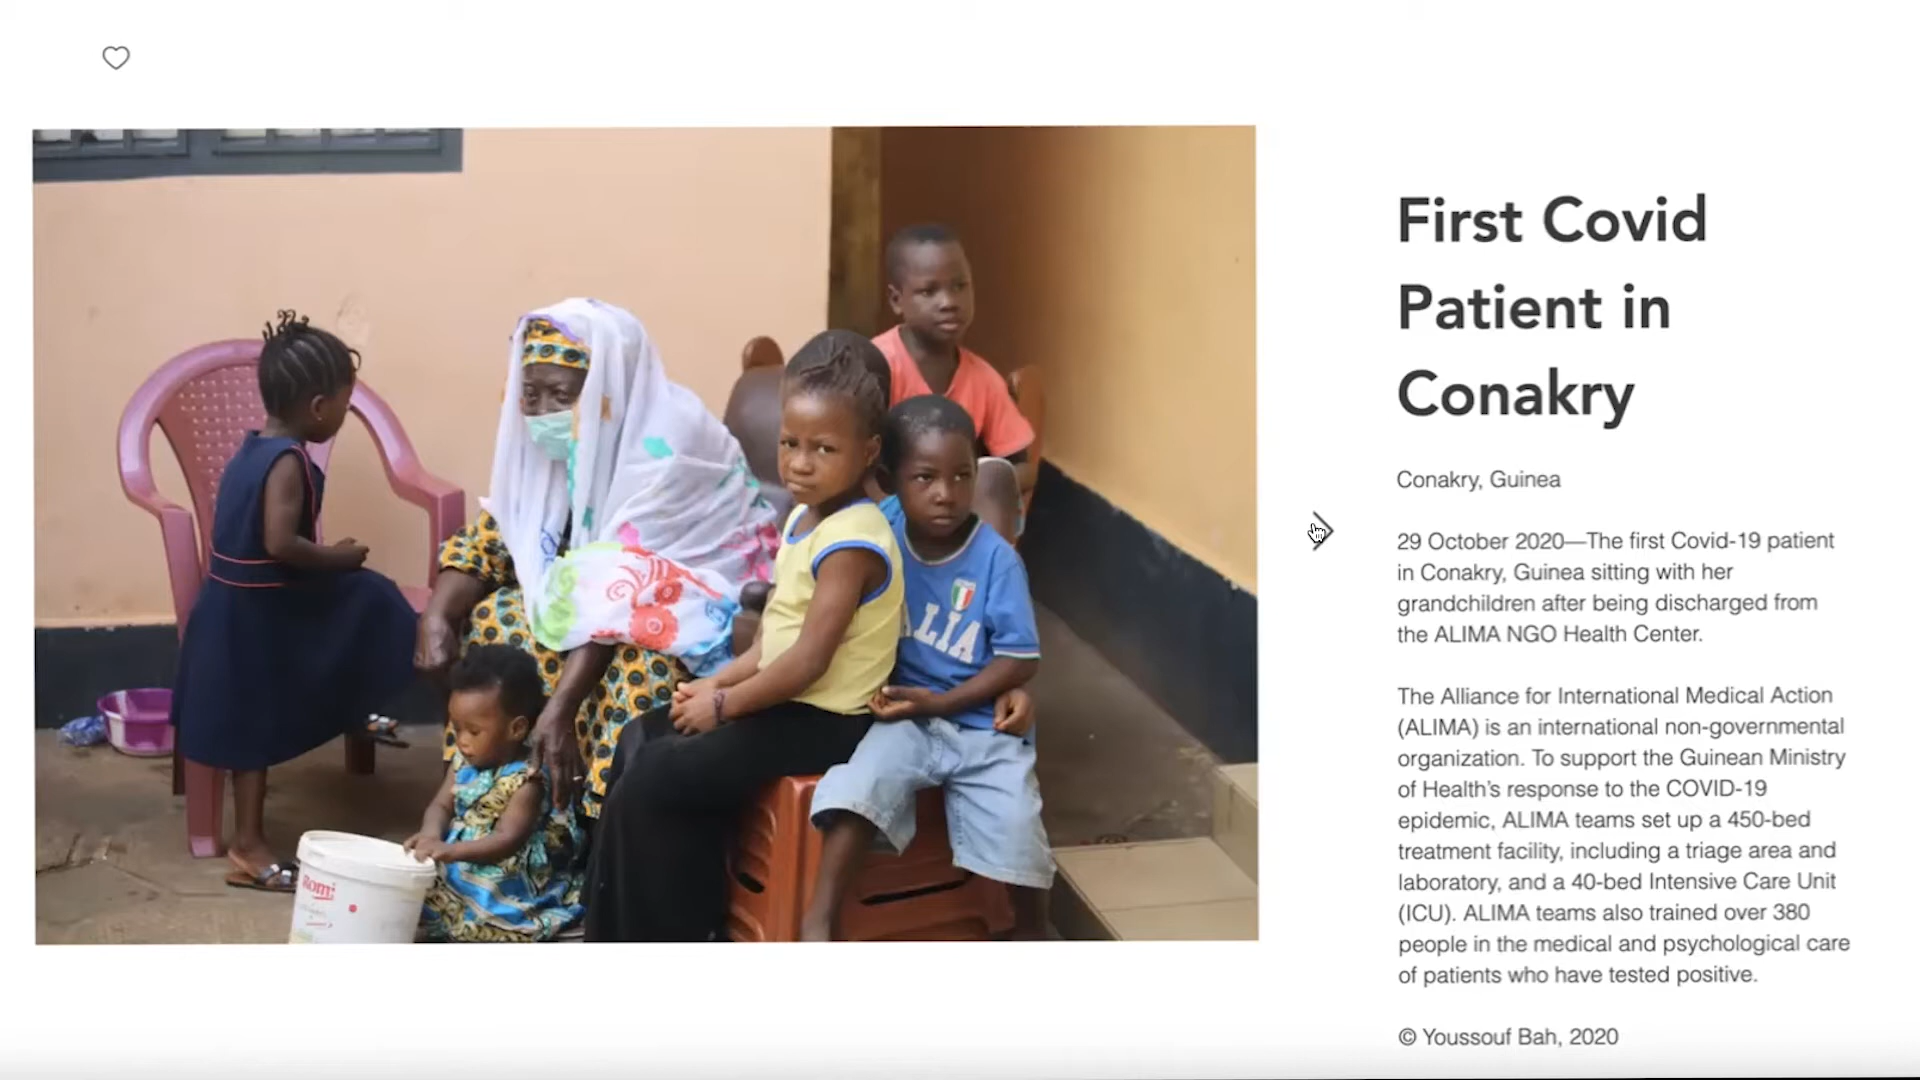 First Covid
Patient in
Conakry
Conakry, Guinea
29 October 2020—The first Covid-19 patient
in Conakry, Guinea sitting with her
grandchildren after being discharged from
the ALIMA NGO Health Center.
The Alliance for International Medical Action
(ALIMA) is an international non-governmental
organization. To support the Guinean Ministry
of Health's response to the COVID-19
epidemic, ALIMA teams set up a 450-bed
treatment facility, including a triage area and
laboratory, and a 40-bed Intensive Care Unit
(ICU). ALIMA teams also trained over 380
people in the medical and psychological care
of patients who have tested positive.
© Youssouf Bah, 2020
ALIA
Romi